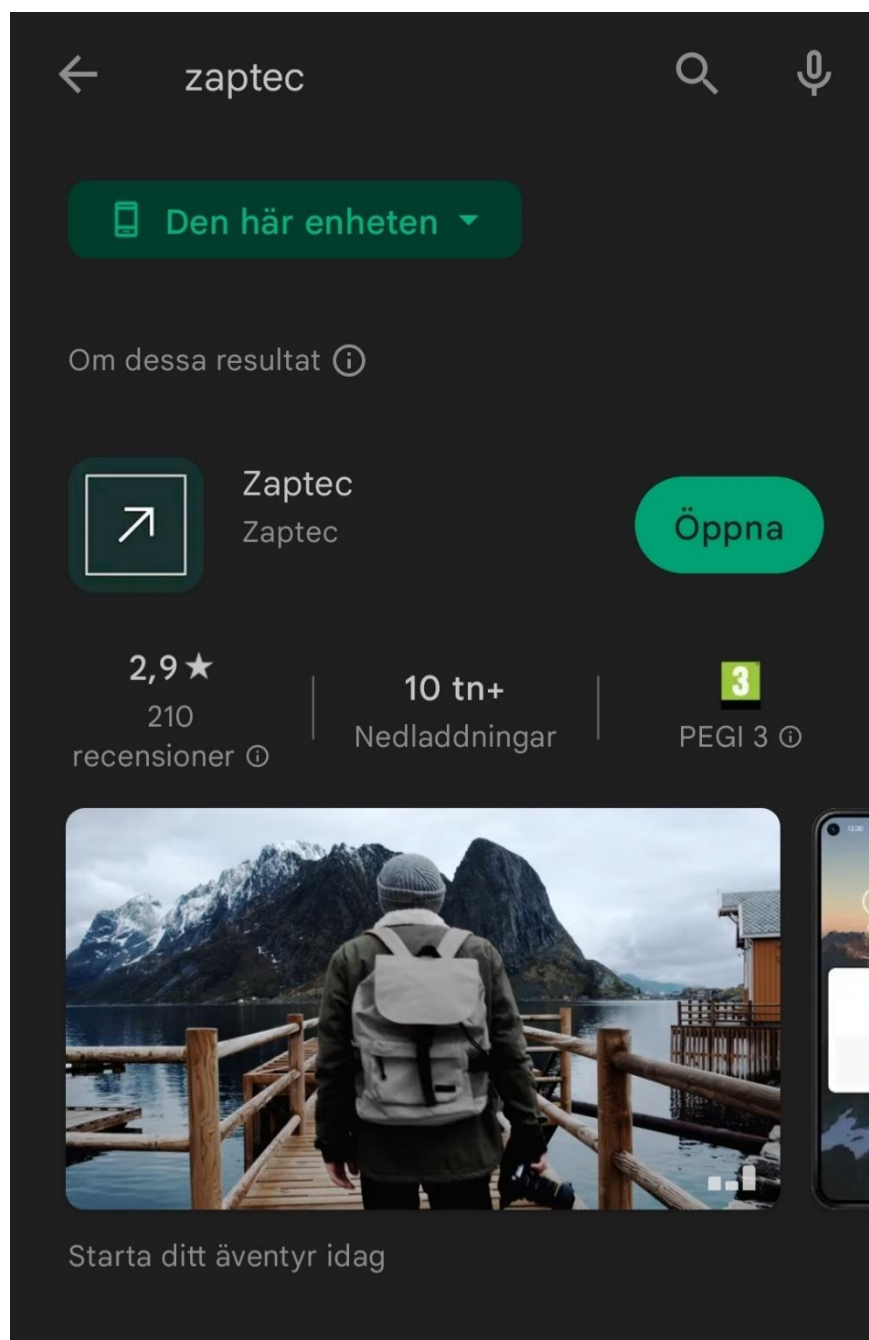 zaptec
Den här enheten
Om dessa resultat
Zaptec
Zaptec
Öppna
2,9★
210
recensioner
10 tn+
Nedladdningar
3
PEGI 3
Starta ditt äventyr idag